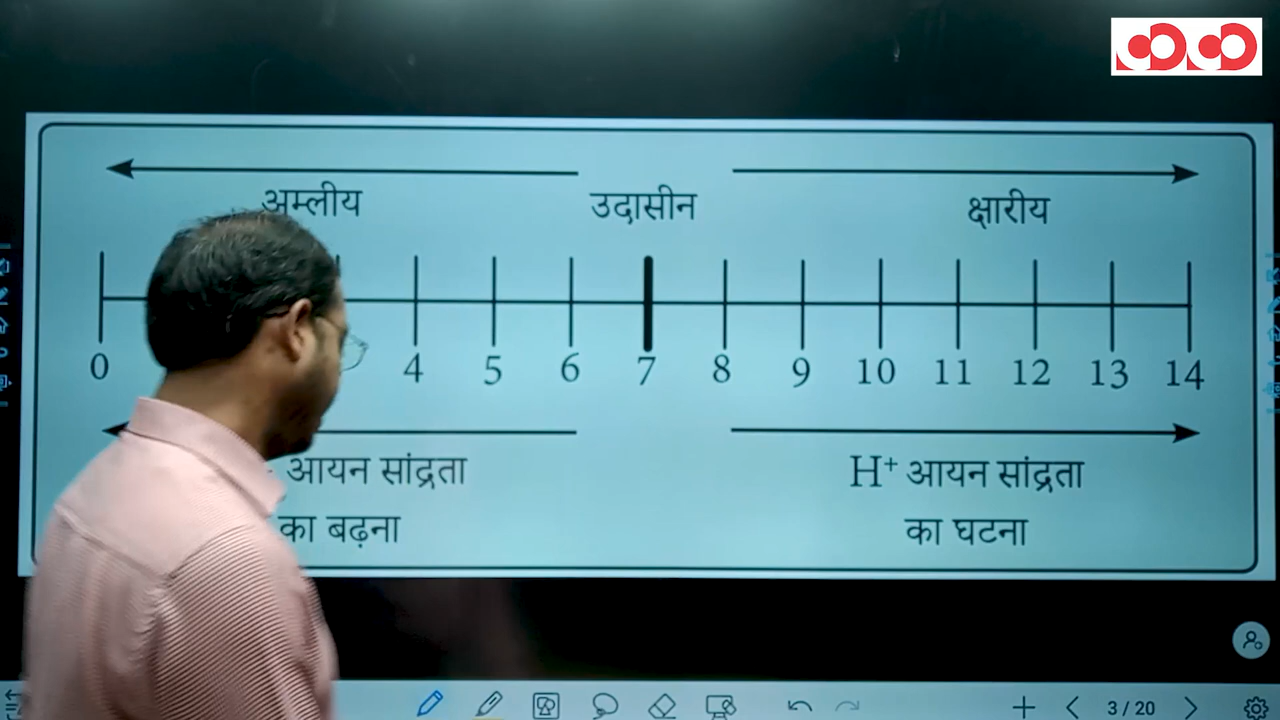 अम्लीय उदासीन क्षारीय
0 4 5 6 7 8 9 10 11 12 13 14
आयन सांद्रता H⁺ आयन सांद्रता
का बढ़ना का घटना
3 / 20